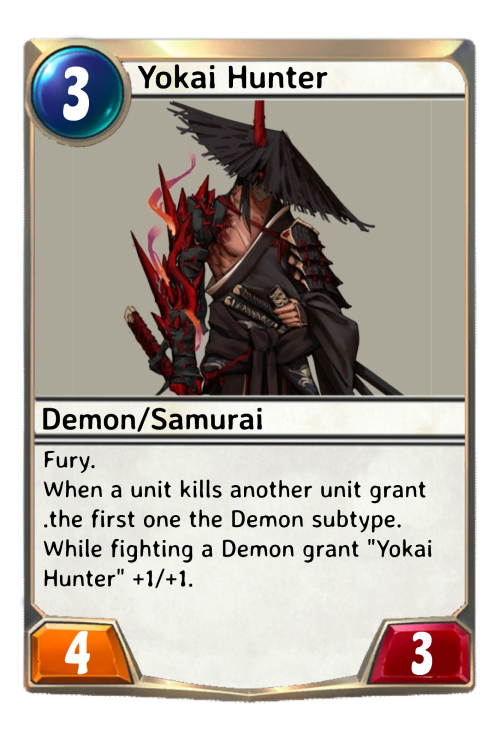 3
Yokai Hunter
Demon/Samurai
Fury.
When a unit kills another unit grant
.the first one the Demon subtype.
While fighting a Demon grant "Yokai
Hunter" +1/+1.
4
3